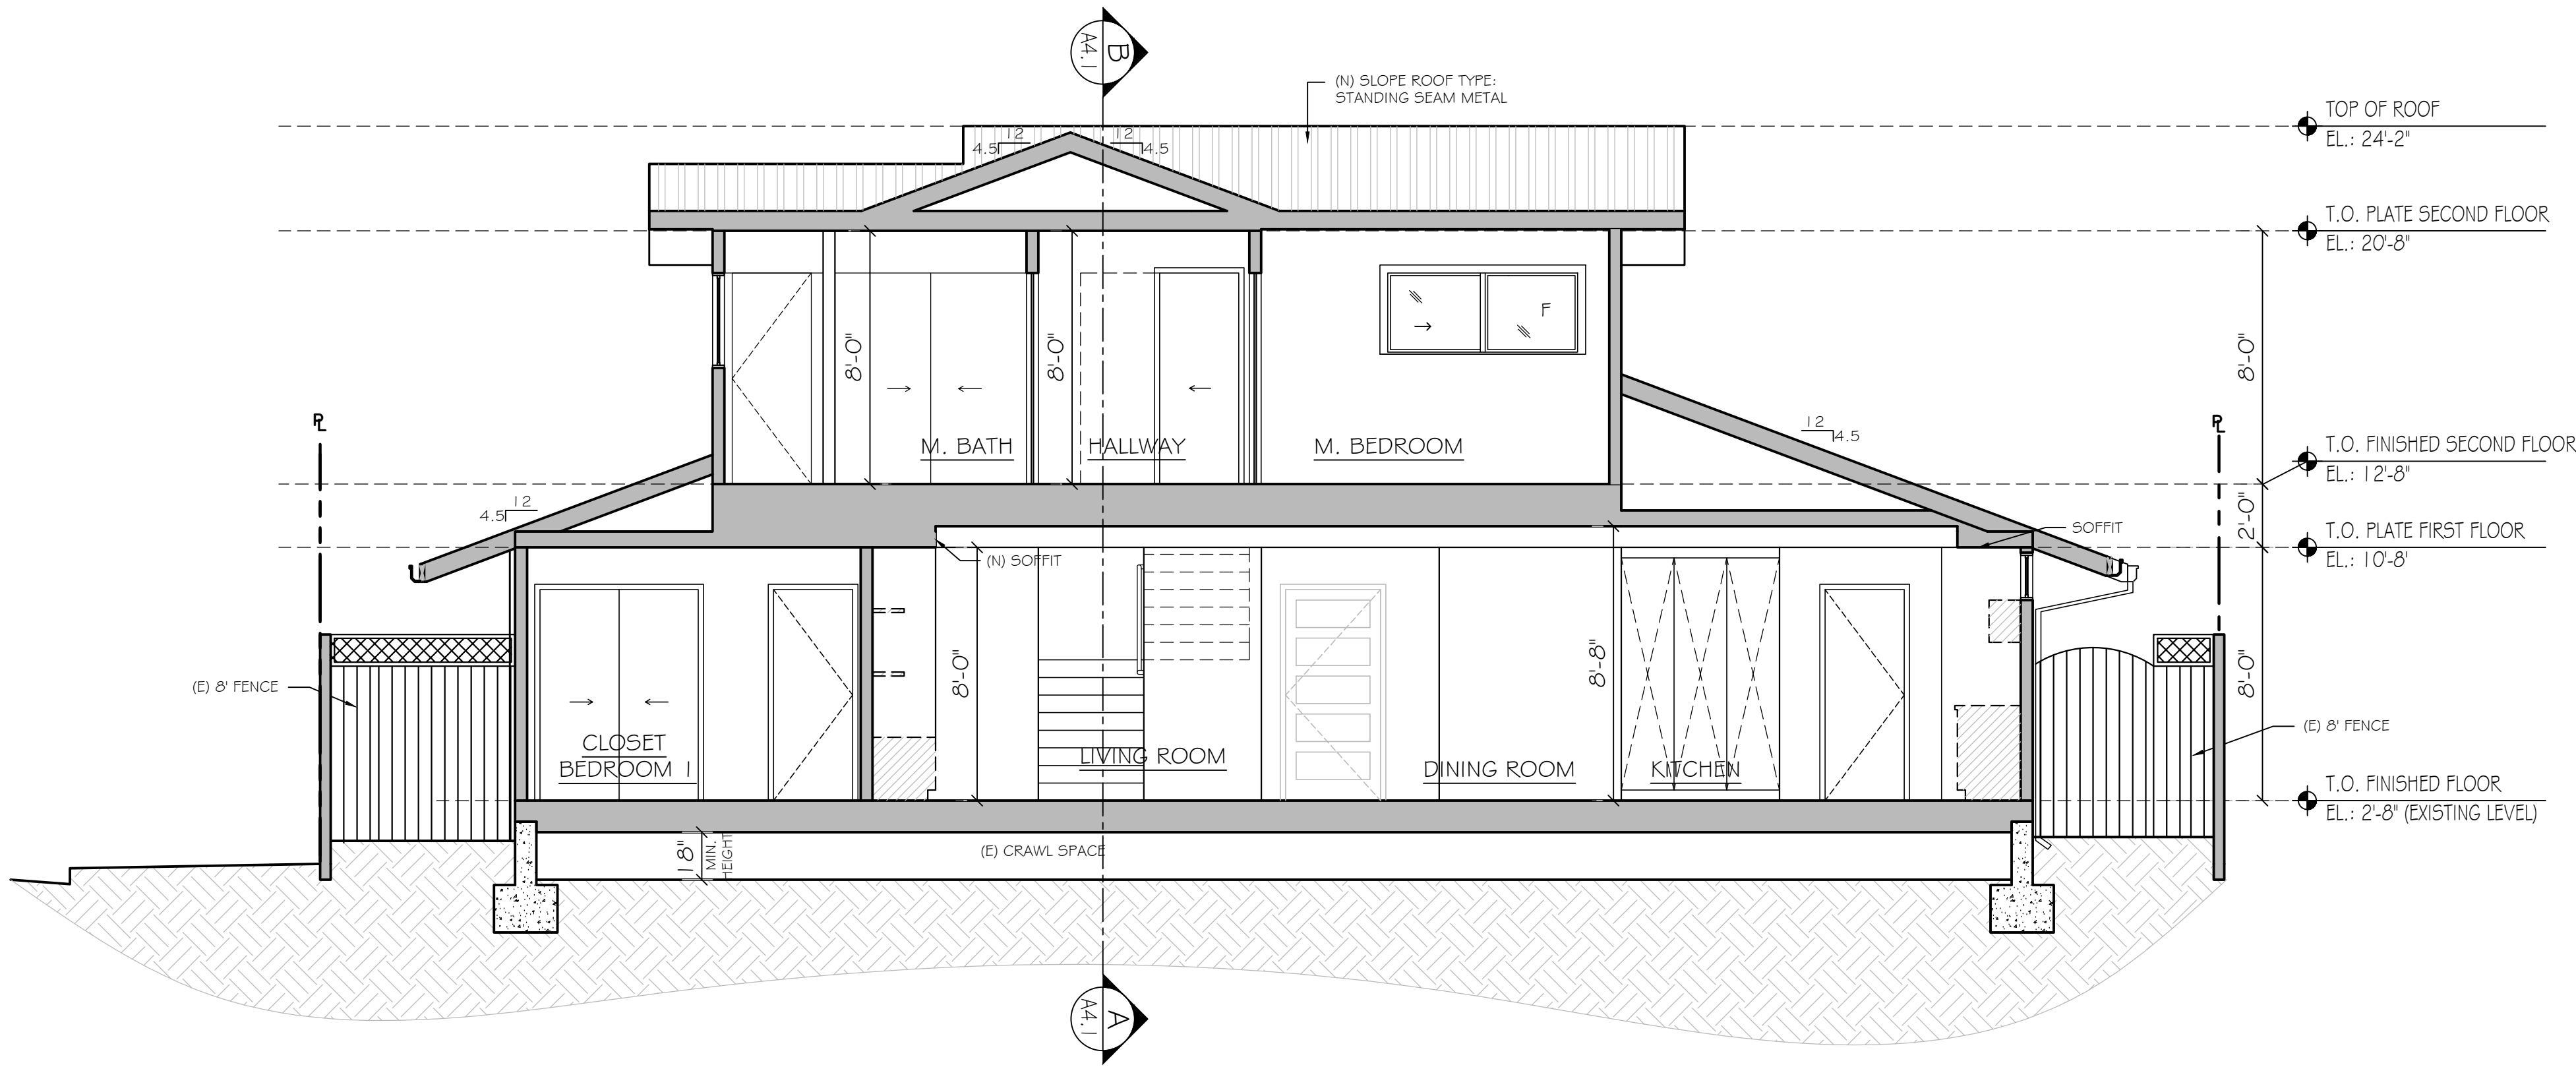 B
A4.1
(N) SLOPE ROOF TYPE:
STANDING SEAM METAL
TOP OF ROOF
EL.: 24'-2"
12
4.5
12
4.5
T.O. PLATE SECOND FLOOR
EL.: 20'-8"
F
8'-0"
8'-0"
8'-0"
M. BATH
HALLWAY
M. BEDROOM
12
4.5
PL
PL
T.O. FINISHED SECOND FLOOR
EL.: 12'-8"
12
4.5
2'-0"
SOFFIT
T.O. PLATE FIRST FLOOR
EL.: 10'-8'
(N) SOFFIT
8'-0"
8'-8"
8'-0"
(E) 8' FENCE
(E) 8' FENCE
CLOSET
BEDROOM 1
LIVING ROOM
DINING ROOM
KITCHEN
T.O. FINISHED FLOOR
EL.: 2'-8" (EXISTING LEVEL)
18"
MIN.
HEIGHT
(E) CRAWL SPACE
A
A4.1